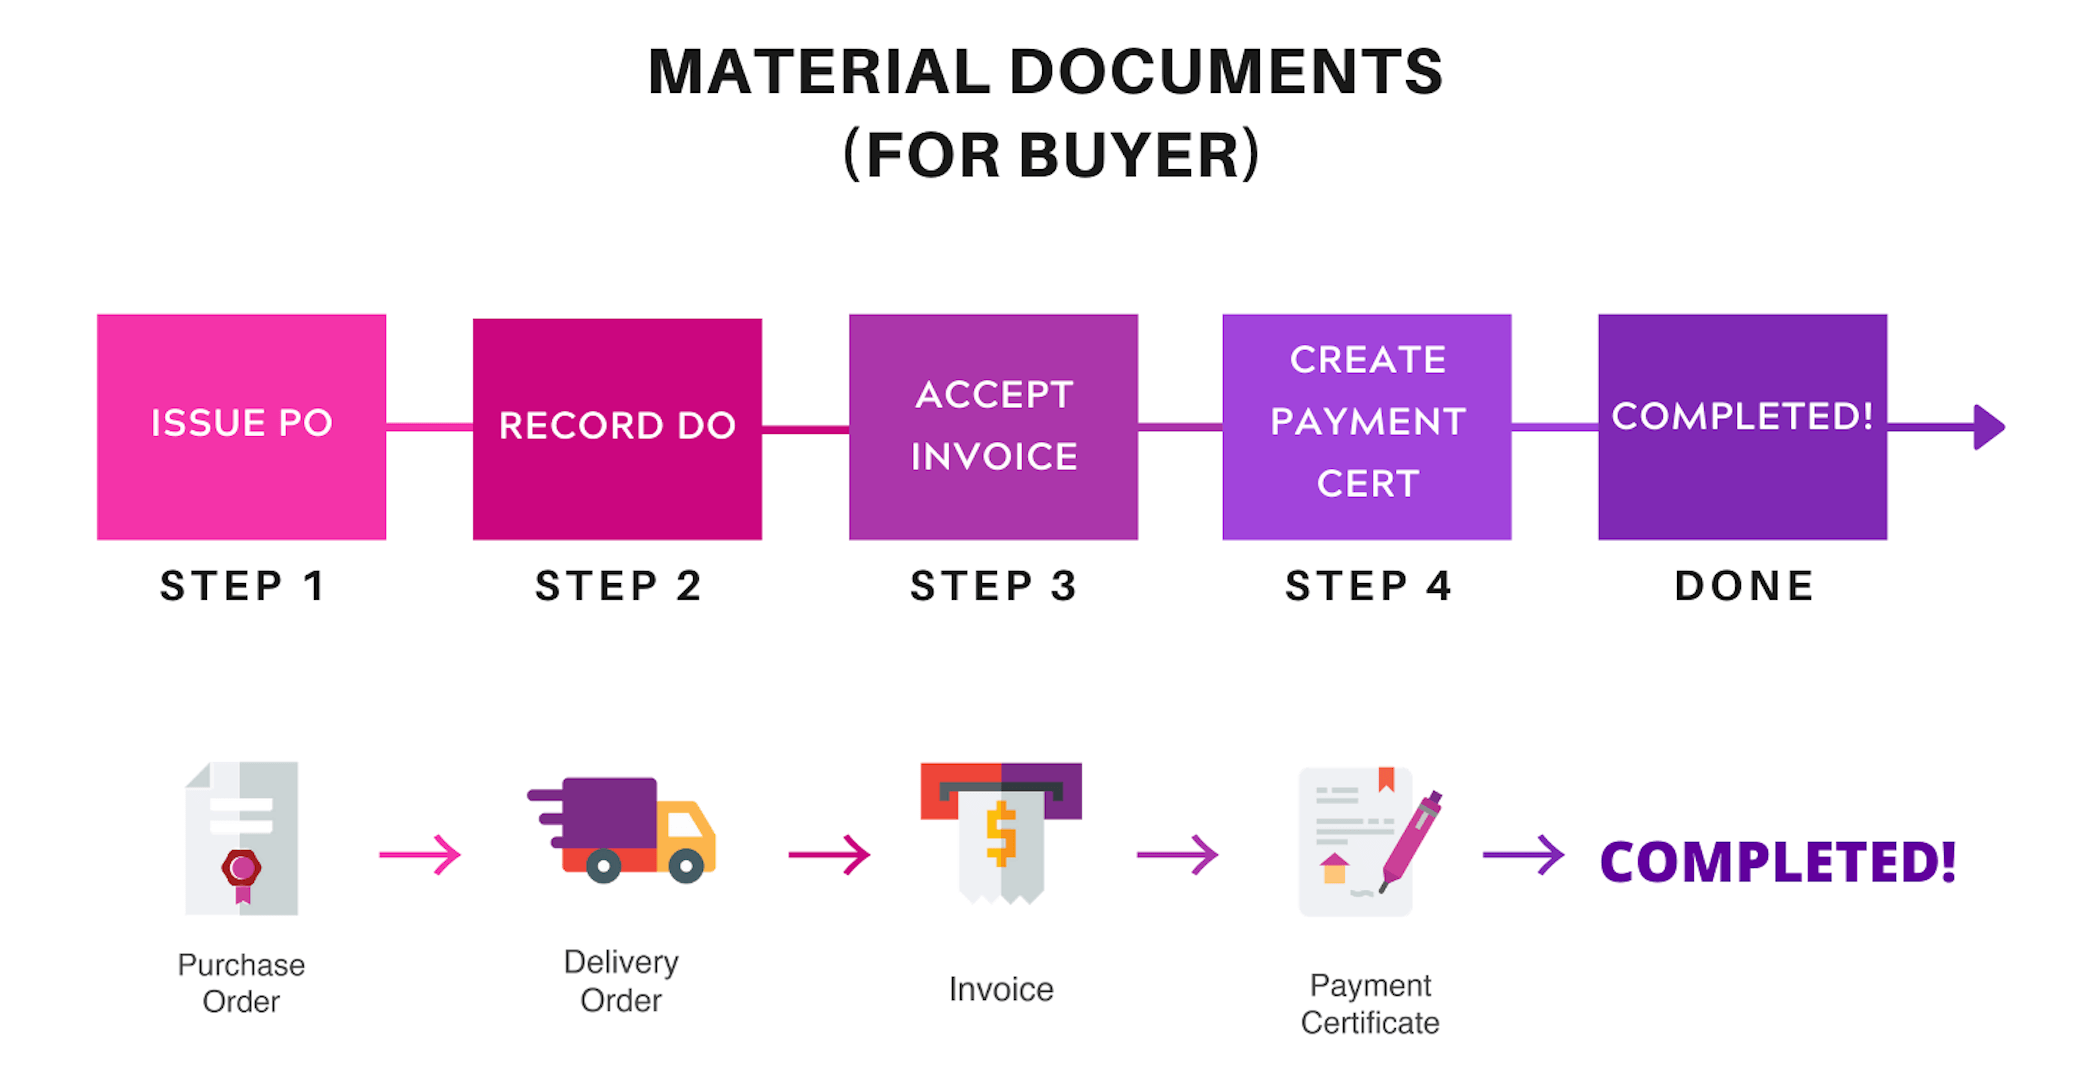 MATERIAL DOCUMENTS
(FOR BUYER)
ISSUE PO
RECORD DO
ACCEPT
INVOICE
CREATE
PAYMENT
CERT
COMPLETED!
STEP 1
STEP 2
STEP 3
STEP 4
DONE
$
COMPLETED!
Purchase
Order
Delivery
Order
Invoice
Payment
Certificate